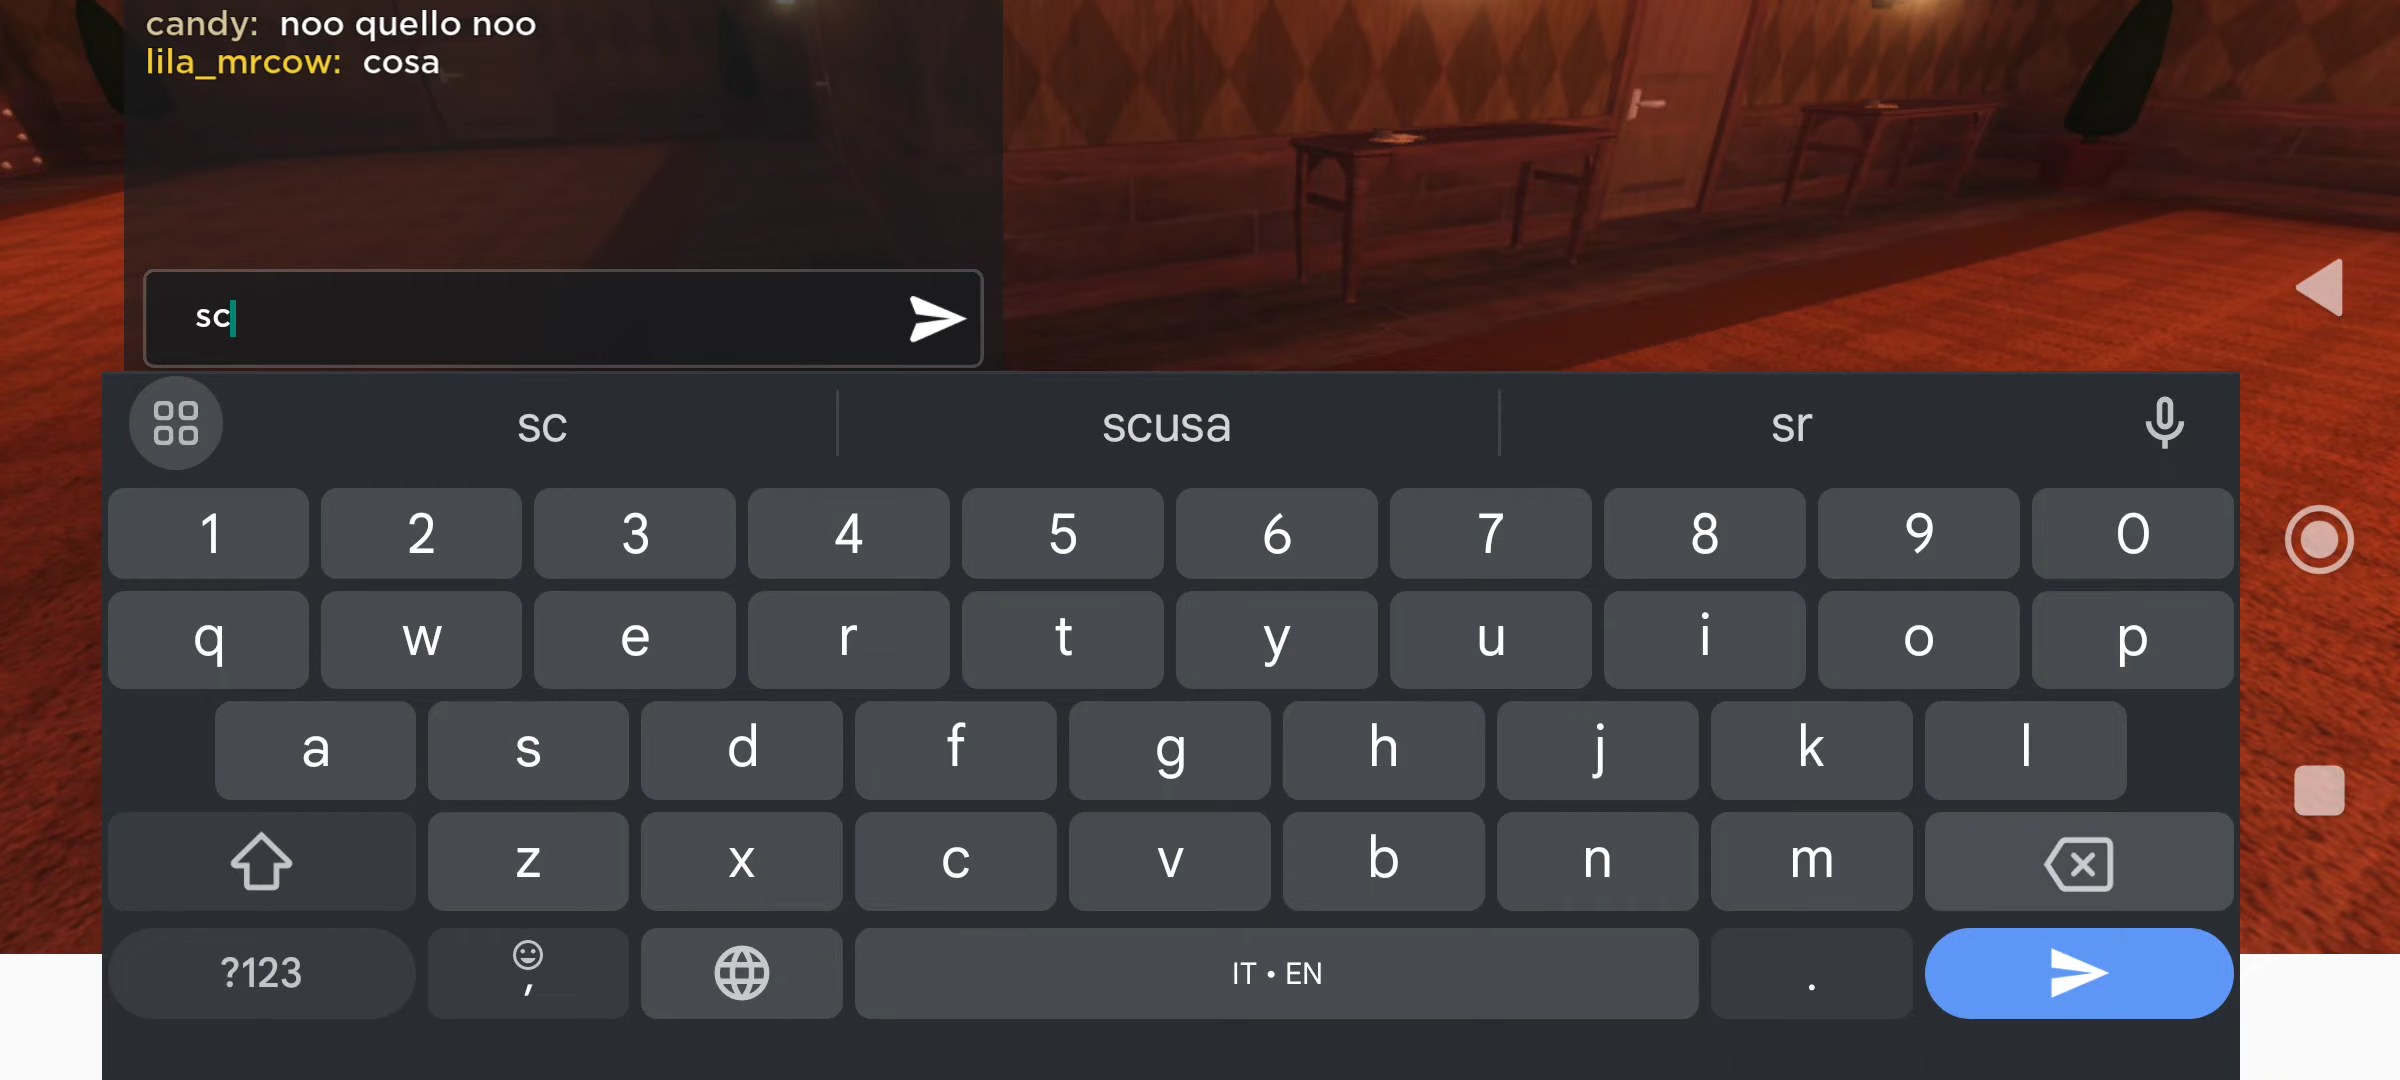 candy: noo quello noo
lila_mrcow: cosa
sc
sc scusa sr
1 2 3 4 5 6 7 8 9 0
q w e r t y u i o p
a s d f g h j k l
z x c v b n m
?123 , IT • EN .